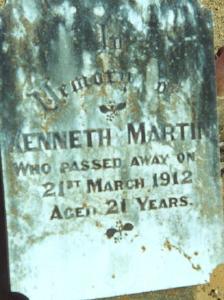 In
Memory of
KENNETH MARTIN
WHO PASSED AWAY ON
21ST MARCH 1912
AGED 21 YEARS.